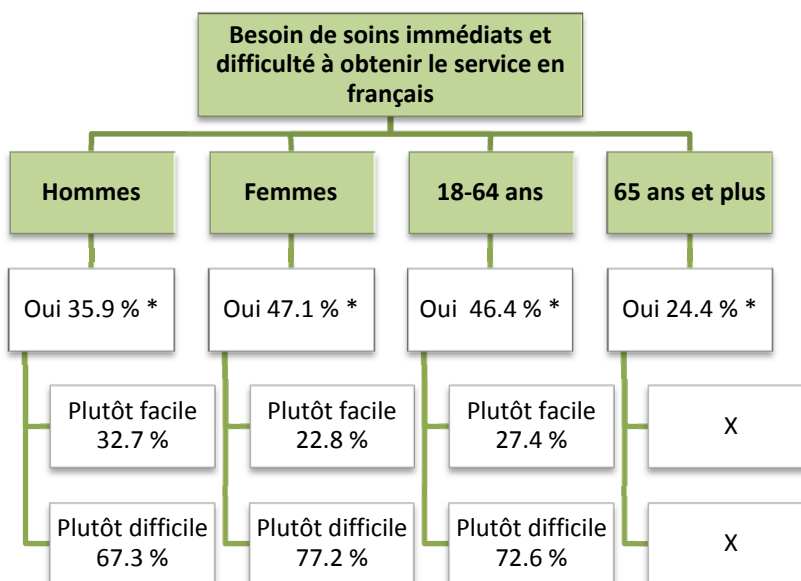 Besoin de soins immédiats et
difficulté à obtenir le service en
français
Hommes
Femmes
18-64 ans
65 ans et plus
Oui 35.9 % *
Oui 47.1 % *
Oui 46.4 % *
Oui 24.4 % *
Plutôt facile
32.7 %
Plutôt facile
22.8 %
Plutôt facile
27.4 %
X
Plutôt difficile
67.3 %
Plutôt difficile
77.2 %
Plutôt difficile
72.6 %
X